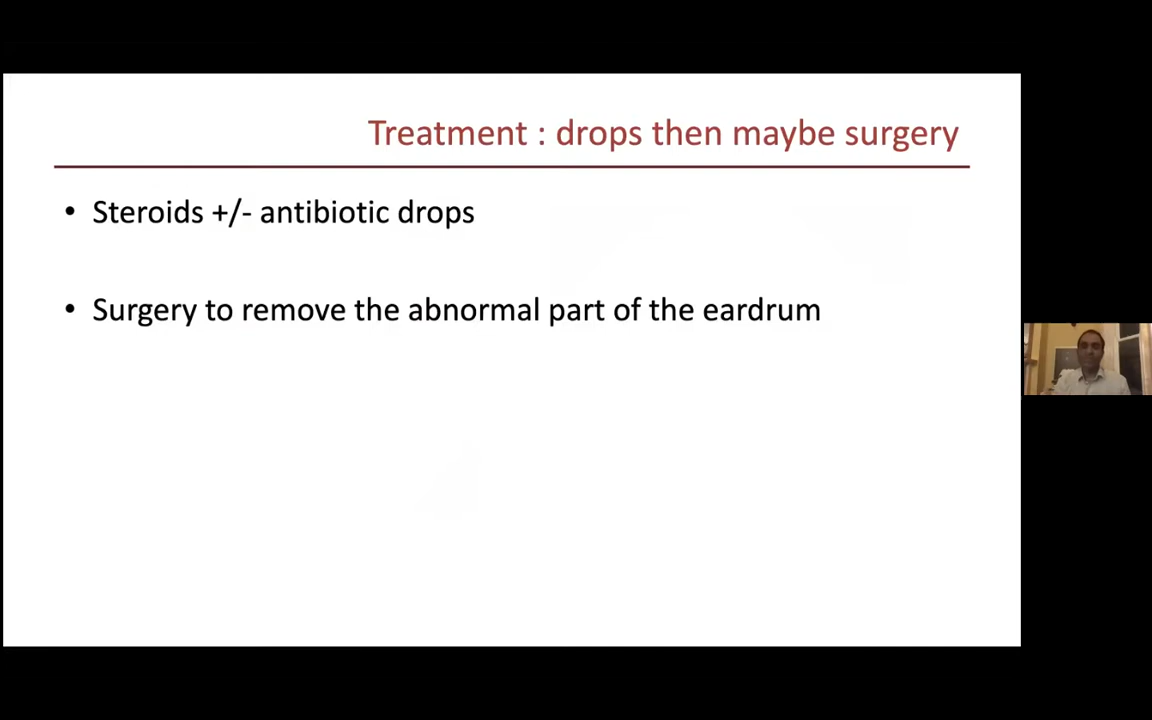 Treatment : drops then maybe surgery
• Steroids +/- antibiotic drops
• Surgery to remove the abnormal part of the eardrum